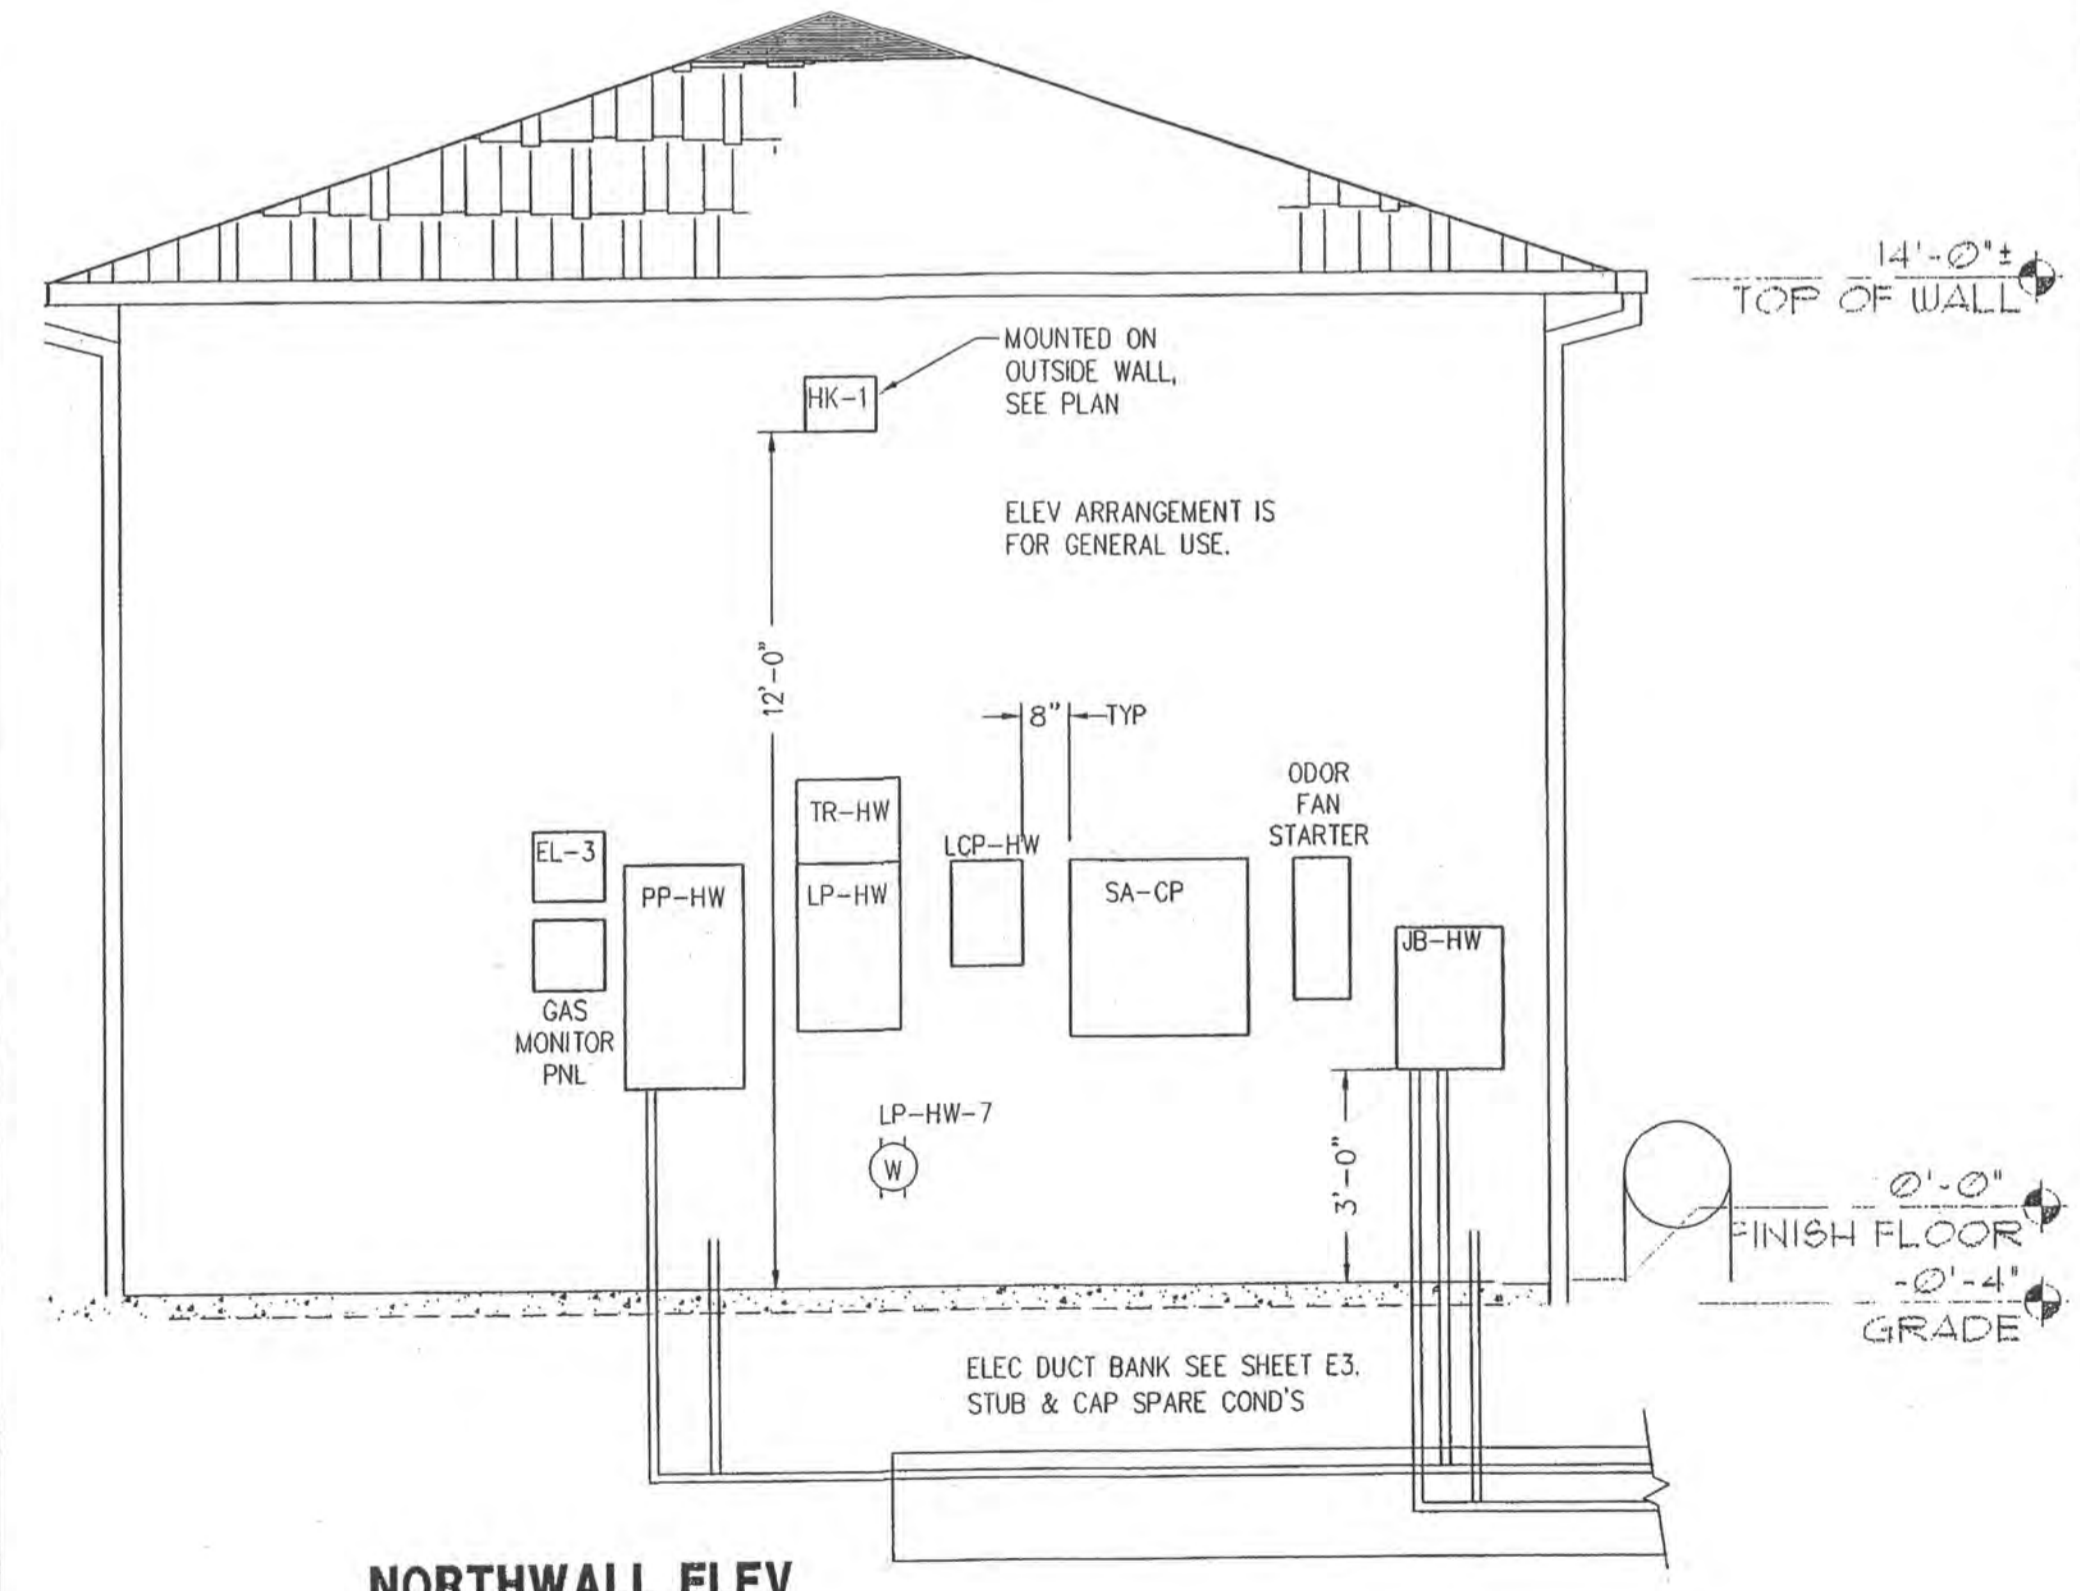 14'-0"±
TOP OF WALL
MOUNTED ON
OUTSIDE WALL,
SEE PLAN
HK-1
ELEV ARRANGEMENT IS
FOR GENERAL USE.
12'-0"
8" TYP
ODOR
FAN
STARTER
TR-HW
LCP-HW
EL-3
PP-HW
LP-HW
SA-CP
JB-HW
GAS
MONITOR
PNL
LP-HW-7
W
3'-0"
0'-0"
FINISH FLOOR
-0'-4"
GRADE
ELEC DUCT BANK SEE SHEET E3.
STUB & CAP SPARE COND'S
NORTHWALL ELEV